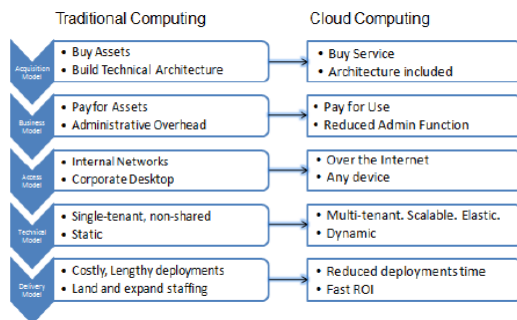 Traditional Computing
Cloud Computing
Acquisition
Model
• Buy Assets
• Build Technical Architecture
• Buy Service
• Architecture included
Business
Model
• Payfor Assets
• Administrative Overhead
• Pay for Use
• Reduced Admin Function
Access
Model
• Internal Networks
• Corporate Desktop
• Over the Internet
• Any device
Technical
Model
• Single-tenant, non-shared
• Static
• Multi-tenant. Scalable. Elastic.
• Dynamic
Delivery
Model
• Costly, Lengthy deployments
• Land and expand staffing
• Reduced deployments time
• Fast ROI